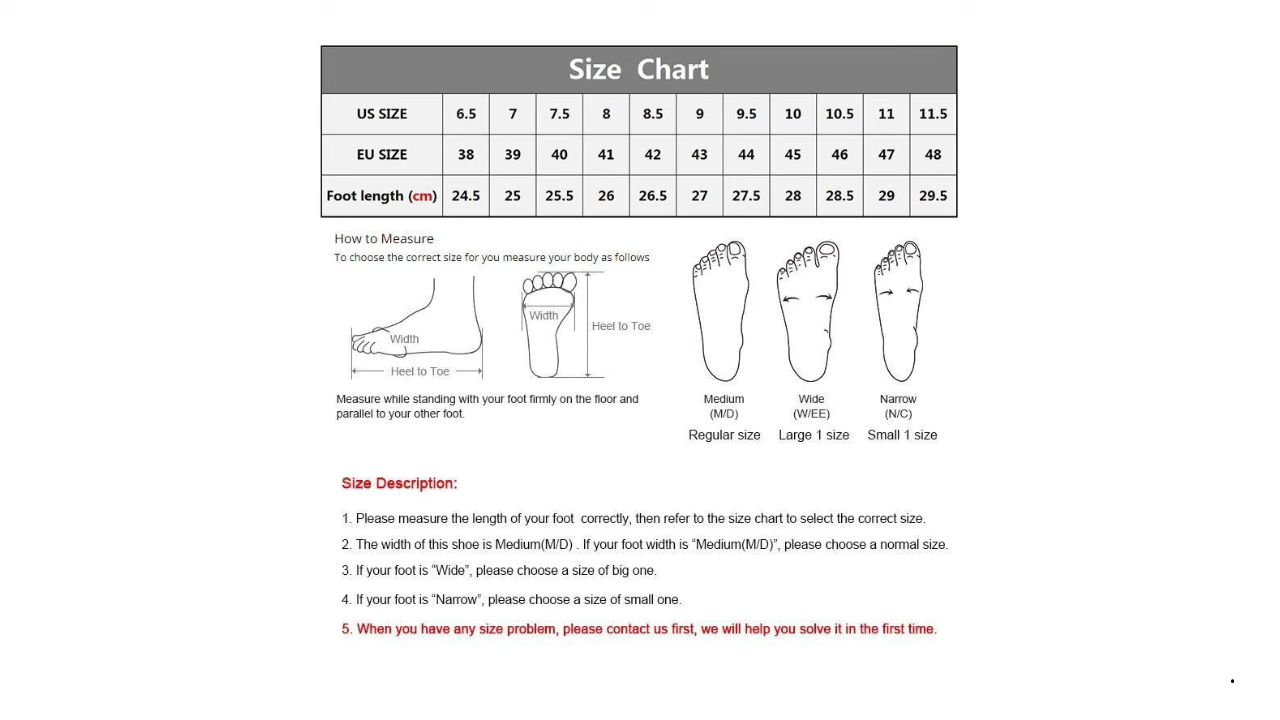 Size Chart
US SIZE 6.5 7 7.5 8 8.5 9 9.5 10 10.5 11 11.5
EU SIZE 38 39 40 41 42 43 44 45 46 47 48
Foot length (cm) 24.5 25 25.5 26 26.5 27 27.5 28 28.5 29 29.5
How to Measure
To choose the correct size for you measure your body as follows
Width
Heel to Toe
Width
Heel to Toe
Measure while standing with your foot firmly on the floor and
parallel to your other foot.
Medium Wide Narrow
(M/D) (W/EE) (N/C)
Regular size Large 1 size Small 1 size
Size Description:
1. Please measure the length of your foot correctly, then refer to the size chart to select the correct size.
2. The width of this shoe is Medium(M/D) . If your foot width is “Medium(M/D)”, please choose a normal size.
3. If your foot is “Wide”, please choose a size of big one.
4. If your foot is “Narrow”, please choose a size of small one.
5. When you have any size problem, please contact us first, we will help you solve it in the first time.
.